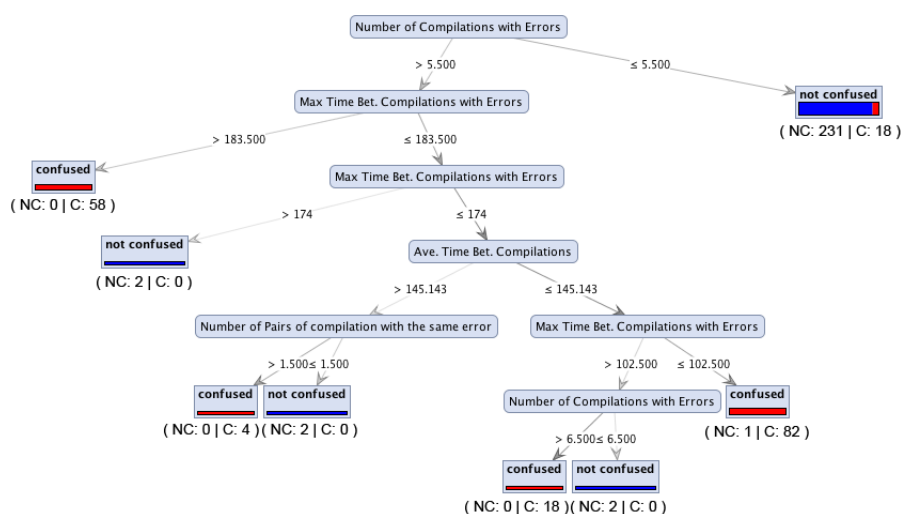 Number of Compilations with Errors
> 5.500
≤ 5.500
not confused
( NC: 231 | C: 18 )
Max Time Bet. Compilations with Errors
> 183.500
≤ 183.500
confused
( NC: 0 | C: 58 )
Max Time Bet. Compilations with Errors
> 174
≤ 174
not confused
( NC: 2 | C: 0 )
Ave. Time Bet. Compilations
> 145.143
≤ 145.143
Number of Pairs of compilation with the same error
Max Time Bet. Compilations with Errors
> 1.500
≤ 1.500
> 102.500
≤ 102.500
confused
not confused
( NC: 0 | C: 4 )
( NC: 2 | C: 0 )
Number of Compilations with Errors
confused
( NC: 1 | C: 82 )
> 6.500
≤ 6.500
confused
not confused
( NC: 0 | C: 18 )
( NC: 2 | C: 0 )